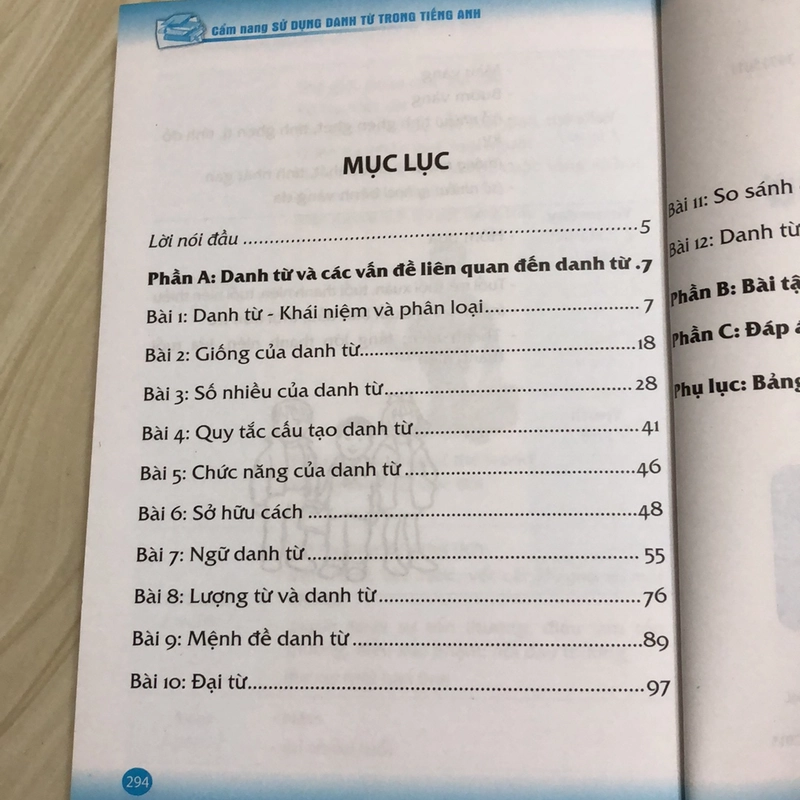 Cẩm nang SỬ DỤNG DANH TỪ TRONG TIẾNG ANH
MỤC LỤC
Lời nói đầu ........ 5
Phần A: Danh từ và các vấn đề liên quan đến danh từ .7
Bài 1: Danh từ - Khái niệm và phân loại........ 7
Bài 2: Giống của danh từ........ 18
Bài 3: Số nhiều của danh từ........ 28
Bài 4: Quy tắc cấu tạo danh từ........ 41
Bài 5: Chức năng của danh từ........ 46
Bài 6: Sở hữu cách ........ 48
Bài 7: Ngữ danh từ........ 55
Bài 8: Lượng từ và danh từ........ 76
Bài 9: Mệnh đề danh từ........ 89
Bài 10: Đại từ........ 97
294
Bài 11: So sánh
Bài 12: Danh từ
Phần B: Bài
Phần C: Đáp
Phụ lục: Bảng